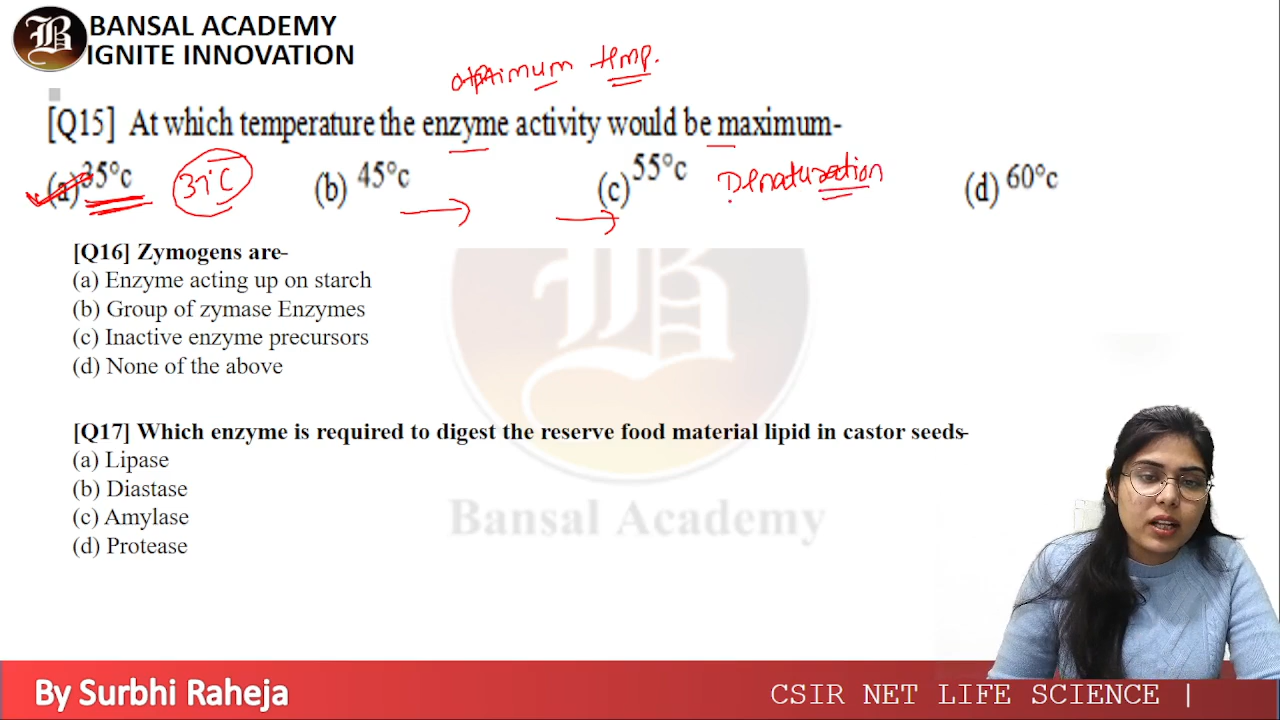 BANSAL ACADEMY
IGNITE INNOVATION
optimum temp.
[Q15] At which temperature the enzyme activity would be maximum-
(a) 35°c 37°C (b) 45°c (c) 55°c Denaturation (d) 60°c
[Q16] Zymogens are-
(a) Enzyme acting up on starch
(b) Group of zymase Enzymes
(c) Inactive enzyme precursors
(d) None of the above
[Q17] Which enzyme is required to digest the reserve food material lipid in castor seeds-
(a) Lipase
(b) Diastase
(c) Amylase
(d) Protease
Bansal Academy
By Surbhi Raheja
CSIR NET LIFE SCIENCE |